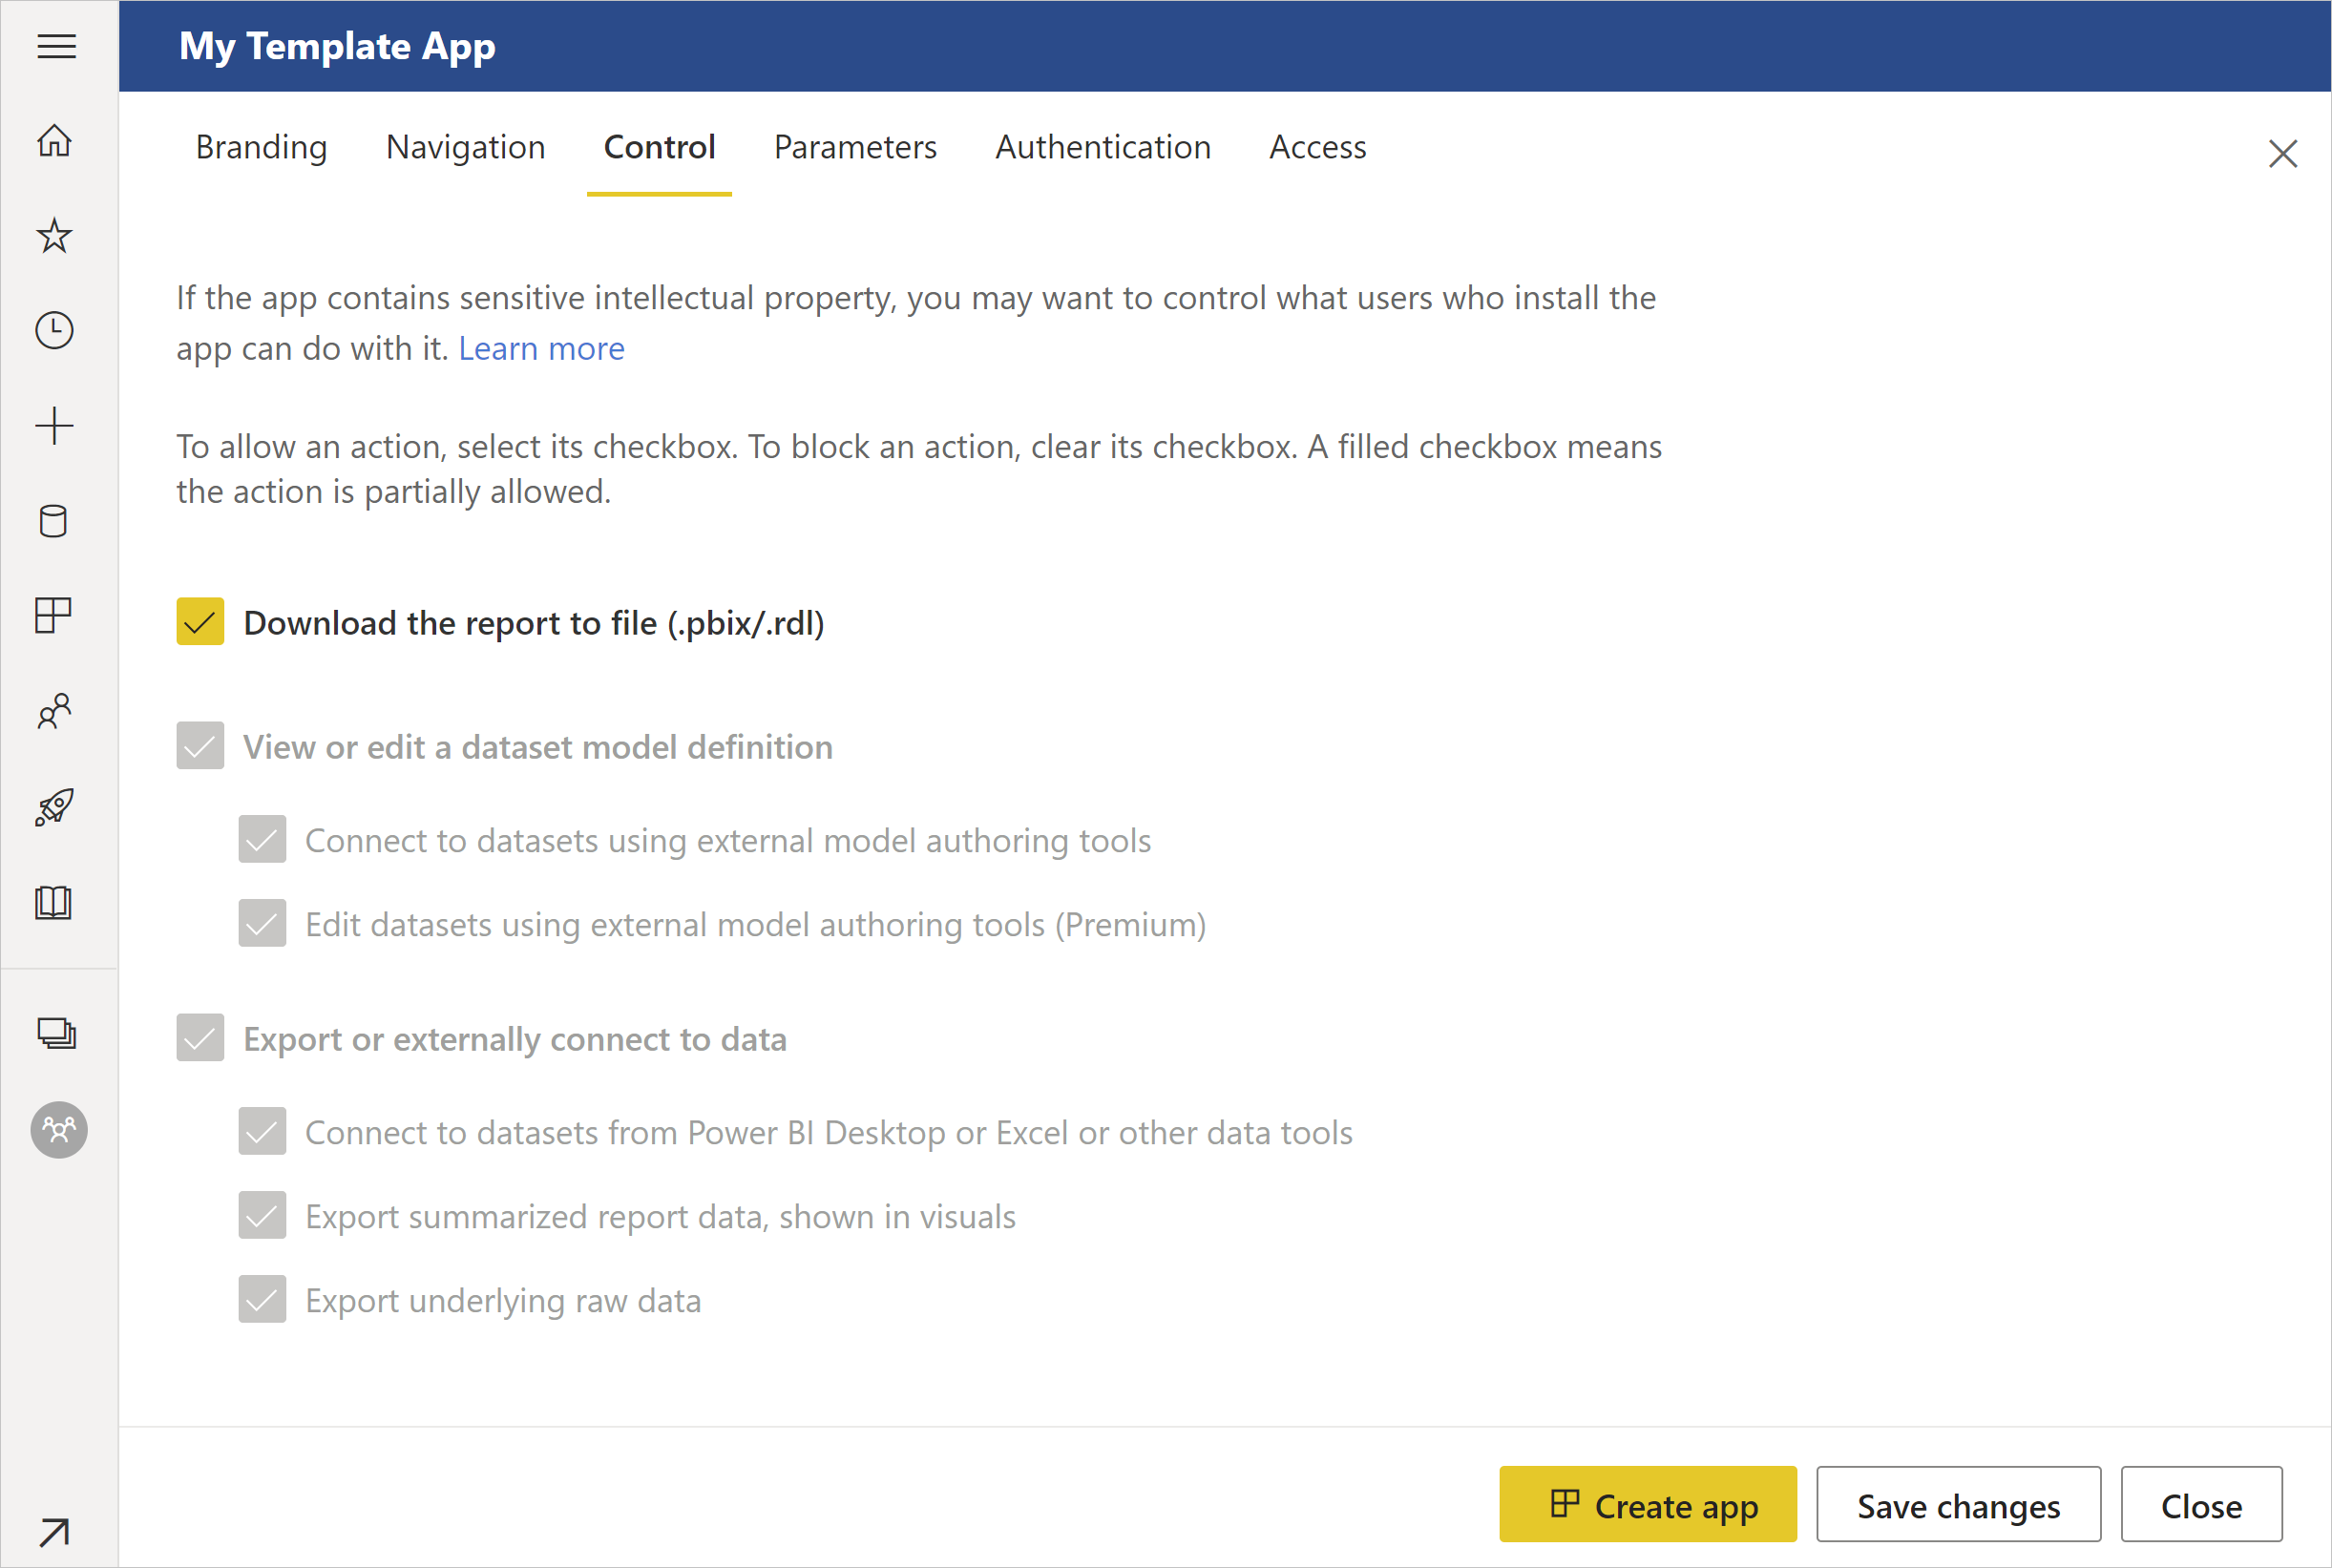 My Template App
Branding Navigation Control Parameters Authentication Access
If the app contains sensitive intellectual property, you may want to control what users who install the
app can do with it. Learn more
To allow an action, select its checkbox. To block an action, clear its checkbox. A filled checkbox means
the action is partially allowed.
Download the report to file (.pbix/.rdl)
View or edit a dataset model definition
Connect to datasets using external model authoring tools
Edit datasets using external model authoring tools (Premium)
Export or externally connect to data
Connect to datasets from Power BI Desktop or Excel or other data tools
Export summarized report data, shown in visuals
Export underlying raw data
Create app Save changes Close